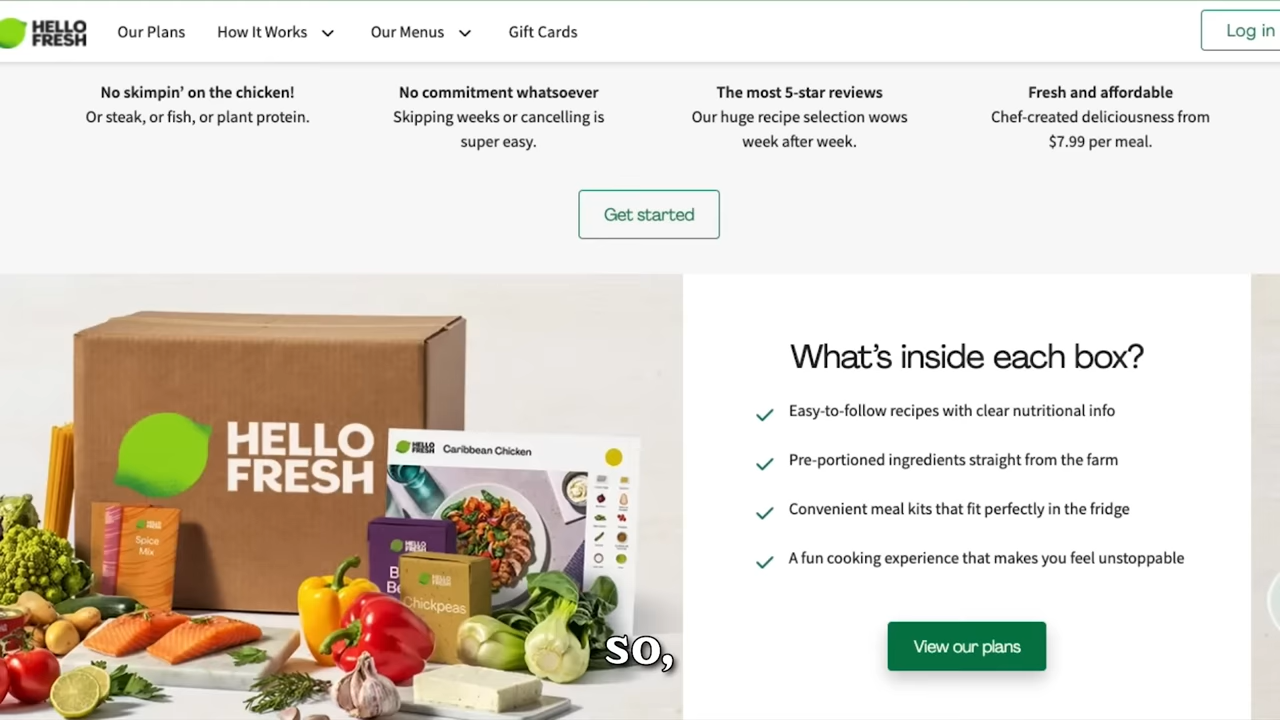 HELLO
FRESH
Our Plans
How It Works
Our Menus
Gift Cards
Log in
No skimpin’ on the chicken!
Or steak, or fish, or plant protein.
No commitment whatsoever
Skipping weeks or cancelling is
super easy.
The most 5-star reviews
Our huge recipe selection wows
week after week.
Fresh and affordable
Chef-created deliciousness from
$7.99 per meal.
Get started
HELLO
FRESH
HELLO
FRESH
Caribbean Chicken
Spice
Mix
HELLO
FRESH
Chickpeas
What’s inside each box?
Easy-to-follow recipes with clear nutritional info
Pre-portioned ingredients straight from the farm
Convenient meal kits that fit perfectly in the fridge
A fun cooking experience that makes you feel unstoppable
View our plans
so,